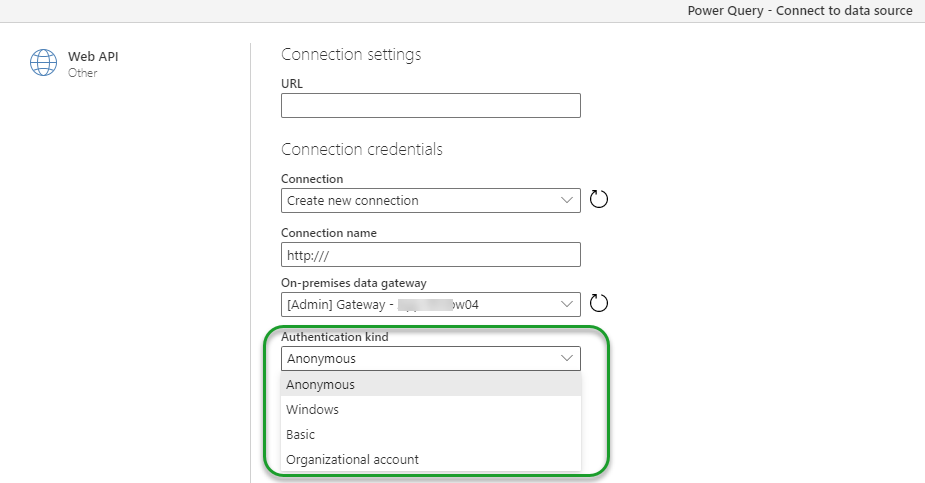 Power Query - Connect to data source
Web API
Other
Connection settings
URL
Connection credentials
Connection
Create new connection
Connection name
http:///
On-premises data gateway
[Admin] Gateway - w04
Authentication kind
Anonymous
Anonymous
Windows
Basic
Organizational account